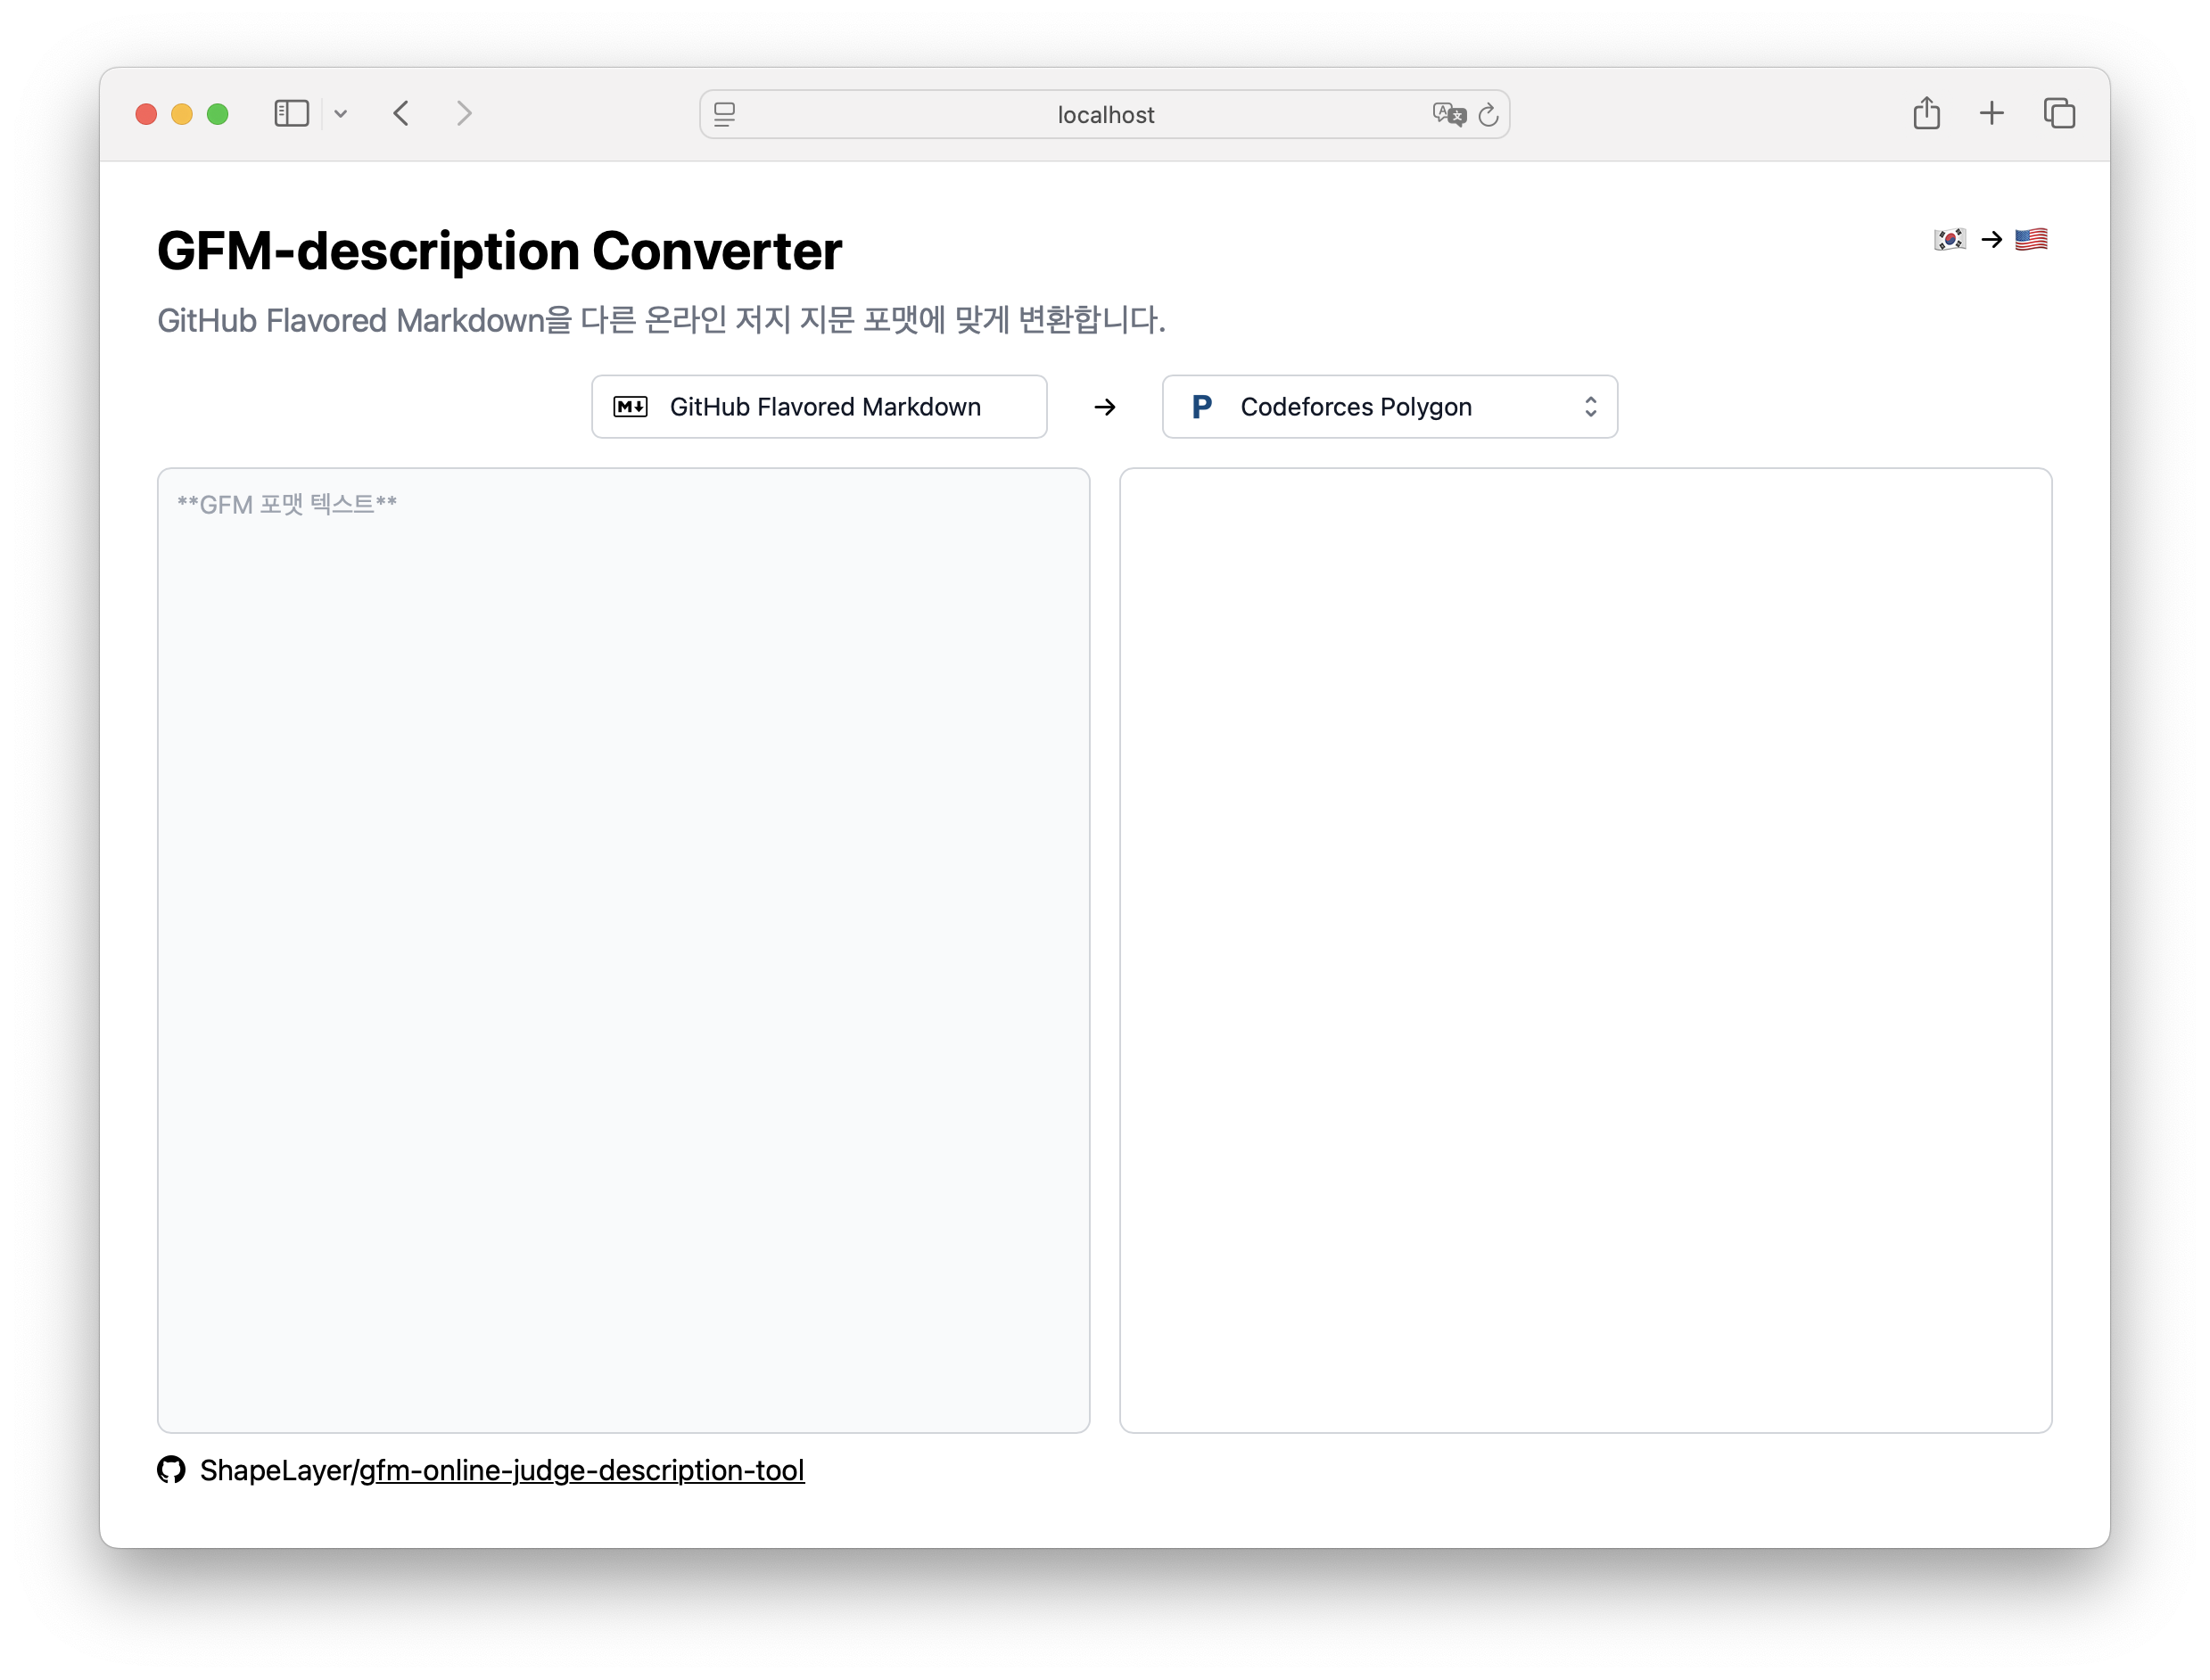 localhost
GFM-description Converter
🇰🇷 → 🇺🇸
GitHub Flavored Markdown을 다른 온라인 저지 지문 포맷에 맞게 변환합니다.
M↓ GitHub Flavored Markdown → P Codeforces Polygon
**GFM 포맷 텍스트**
ShapeLayer/gfm-online-judge-description-tool